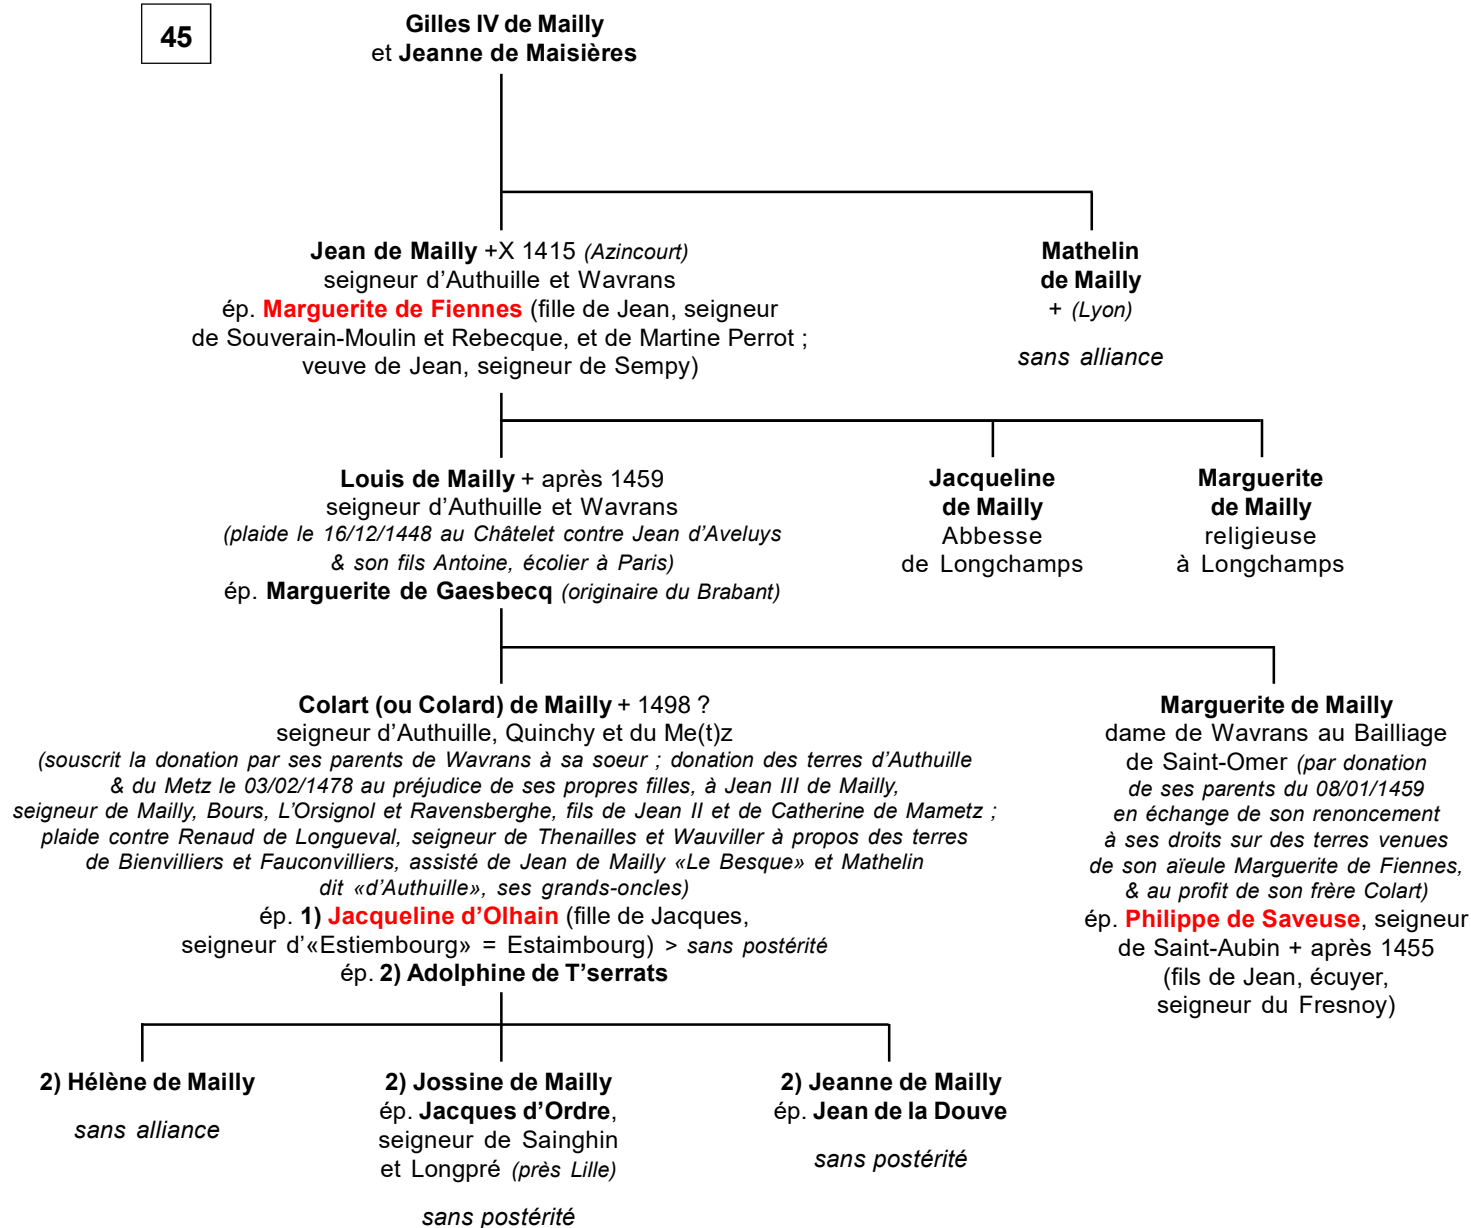 45
Gilles IV de Mailly
et Jeanne de Maisières
Jean de Mailly +X 1415 (Azincourt)
seigneur d’Authuille et Wavrans
ép. Marguerite de Fiennes (fille de Jean, seigneur
de Souverain-Moulin et Rebecque, et de Martine Perrot ;
veuve de Jean, seigneur de Sempy)
Mathelin
de Mailly
+ (Lyon)
sans alliance
Louis de Mailly + après 1459
seigneur d’Authuille et Wavrans
(plaide le 16/12/1448 au Châtelet contre Jean d’Aveluys
& son fils Antoine, écolier à Paris)
ép. Marguerite de Gaesbecq (originaire du Brabant)
Jacqueline
de Mailly
Abbesse
de Longchamps
Marguerite
de Mailly
religieuse
à Longchamps
Colart (ou Colard) de Mailly + 1498 ?
seigneur d’Authuille, Quinchy et du Me(t)z
(souscrit la donation par ses parents de Wavrans à sa soeur ; donation des terres d’Authuille
& du Metz le 03/02/1478 au préjudice de ses propres filles, à Jean III de Mailly,
seigneur de Mailly, Bours, L’Orsignol et Ravensberghe, fils de Jean II et de Catherine de Mametz ;
plaide contre Renaud de Longueval, seigneur de Thenailles et Wauviller à propos des terres
de Bienvilliers et Fauconvilliers, assisté de Jean de Mailly «Le Besque» et Mathelin
dit «d’Authuille», ses grands-oncles)
ép. 1) Jacqueline d’Olhain (fille de Jacques,
seigneur d’«Estiembourg» = Estaimbourg) > sans postérité
ép. 2) Adolphine de T’serrats
Marguerite de Mailly
dame de Wavrans au Bailliage
de Saint-Omer (par donation
de ses parents du 08/01/1459
en échange de son renoncement
à ses droits sur des terres venues
de son aïeule Marguerite de Fiennes,
& au profit de son frère Colart)
ép. Philippe de Saveuse, seigneur
de Saint-Aubin + après 1455
(fils de Jean, écuyer,
seigneur du Fresnoy)
2) Hélène de Mailly
sans alliance
2) Jossine de Mailly
ép. Jacques d’Ordre,
seigneur de Sainghin
et Longpré (près Lille)
sans postérité
2) Jeanne de Mailly
ép. Jean de la Douve
sans postérité